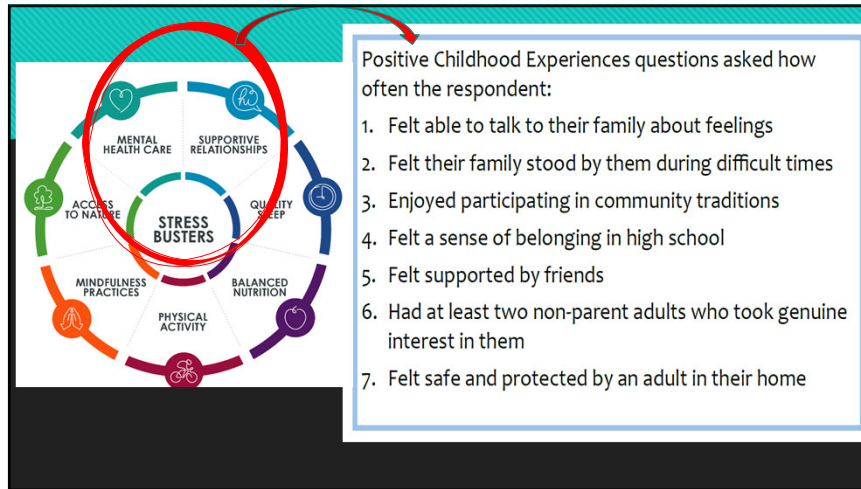 MENTAL
HEALTH CARE
hi
SUPPORTIVE
RELATIONSHIPS
ACCESS
TO NATURE
QUALITY
SLEEP
STRESS
BUSTERS
MINDFULNESS
PRACTICES
BALANCED
NUTRITION
PHYSICAL
ACTIVITY
Positive Childhood Experiences questions asked how
often the respondent:
1. Felt able to talk to their family about feelings
2. Felt their family stood by them during difficult times
3. Enjoyed participating in community traditions
4. Felt a sense of belonging in high school
5. Felt supported by friends
6. Had at least two non-parent adults who took genuine
interest in them
7. Felt safe and protected by an adult in their home